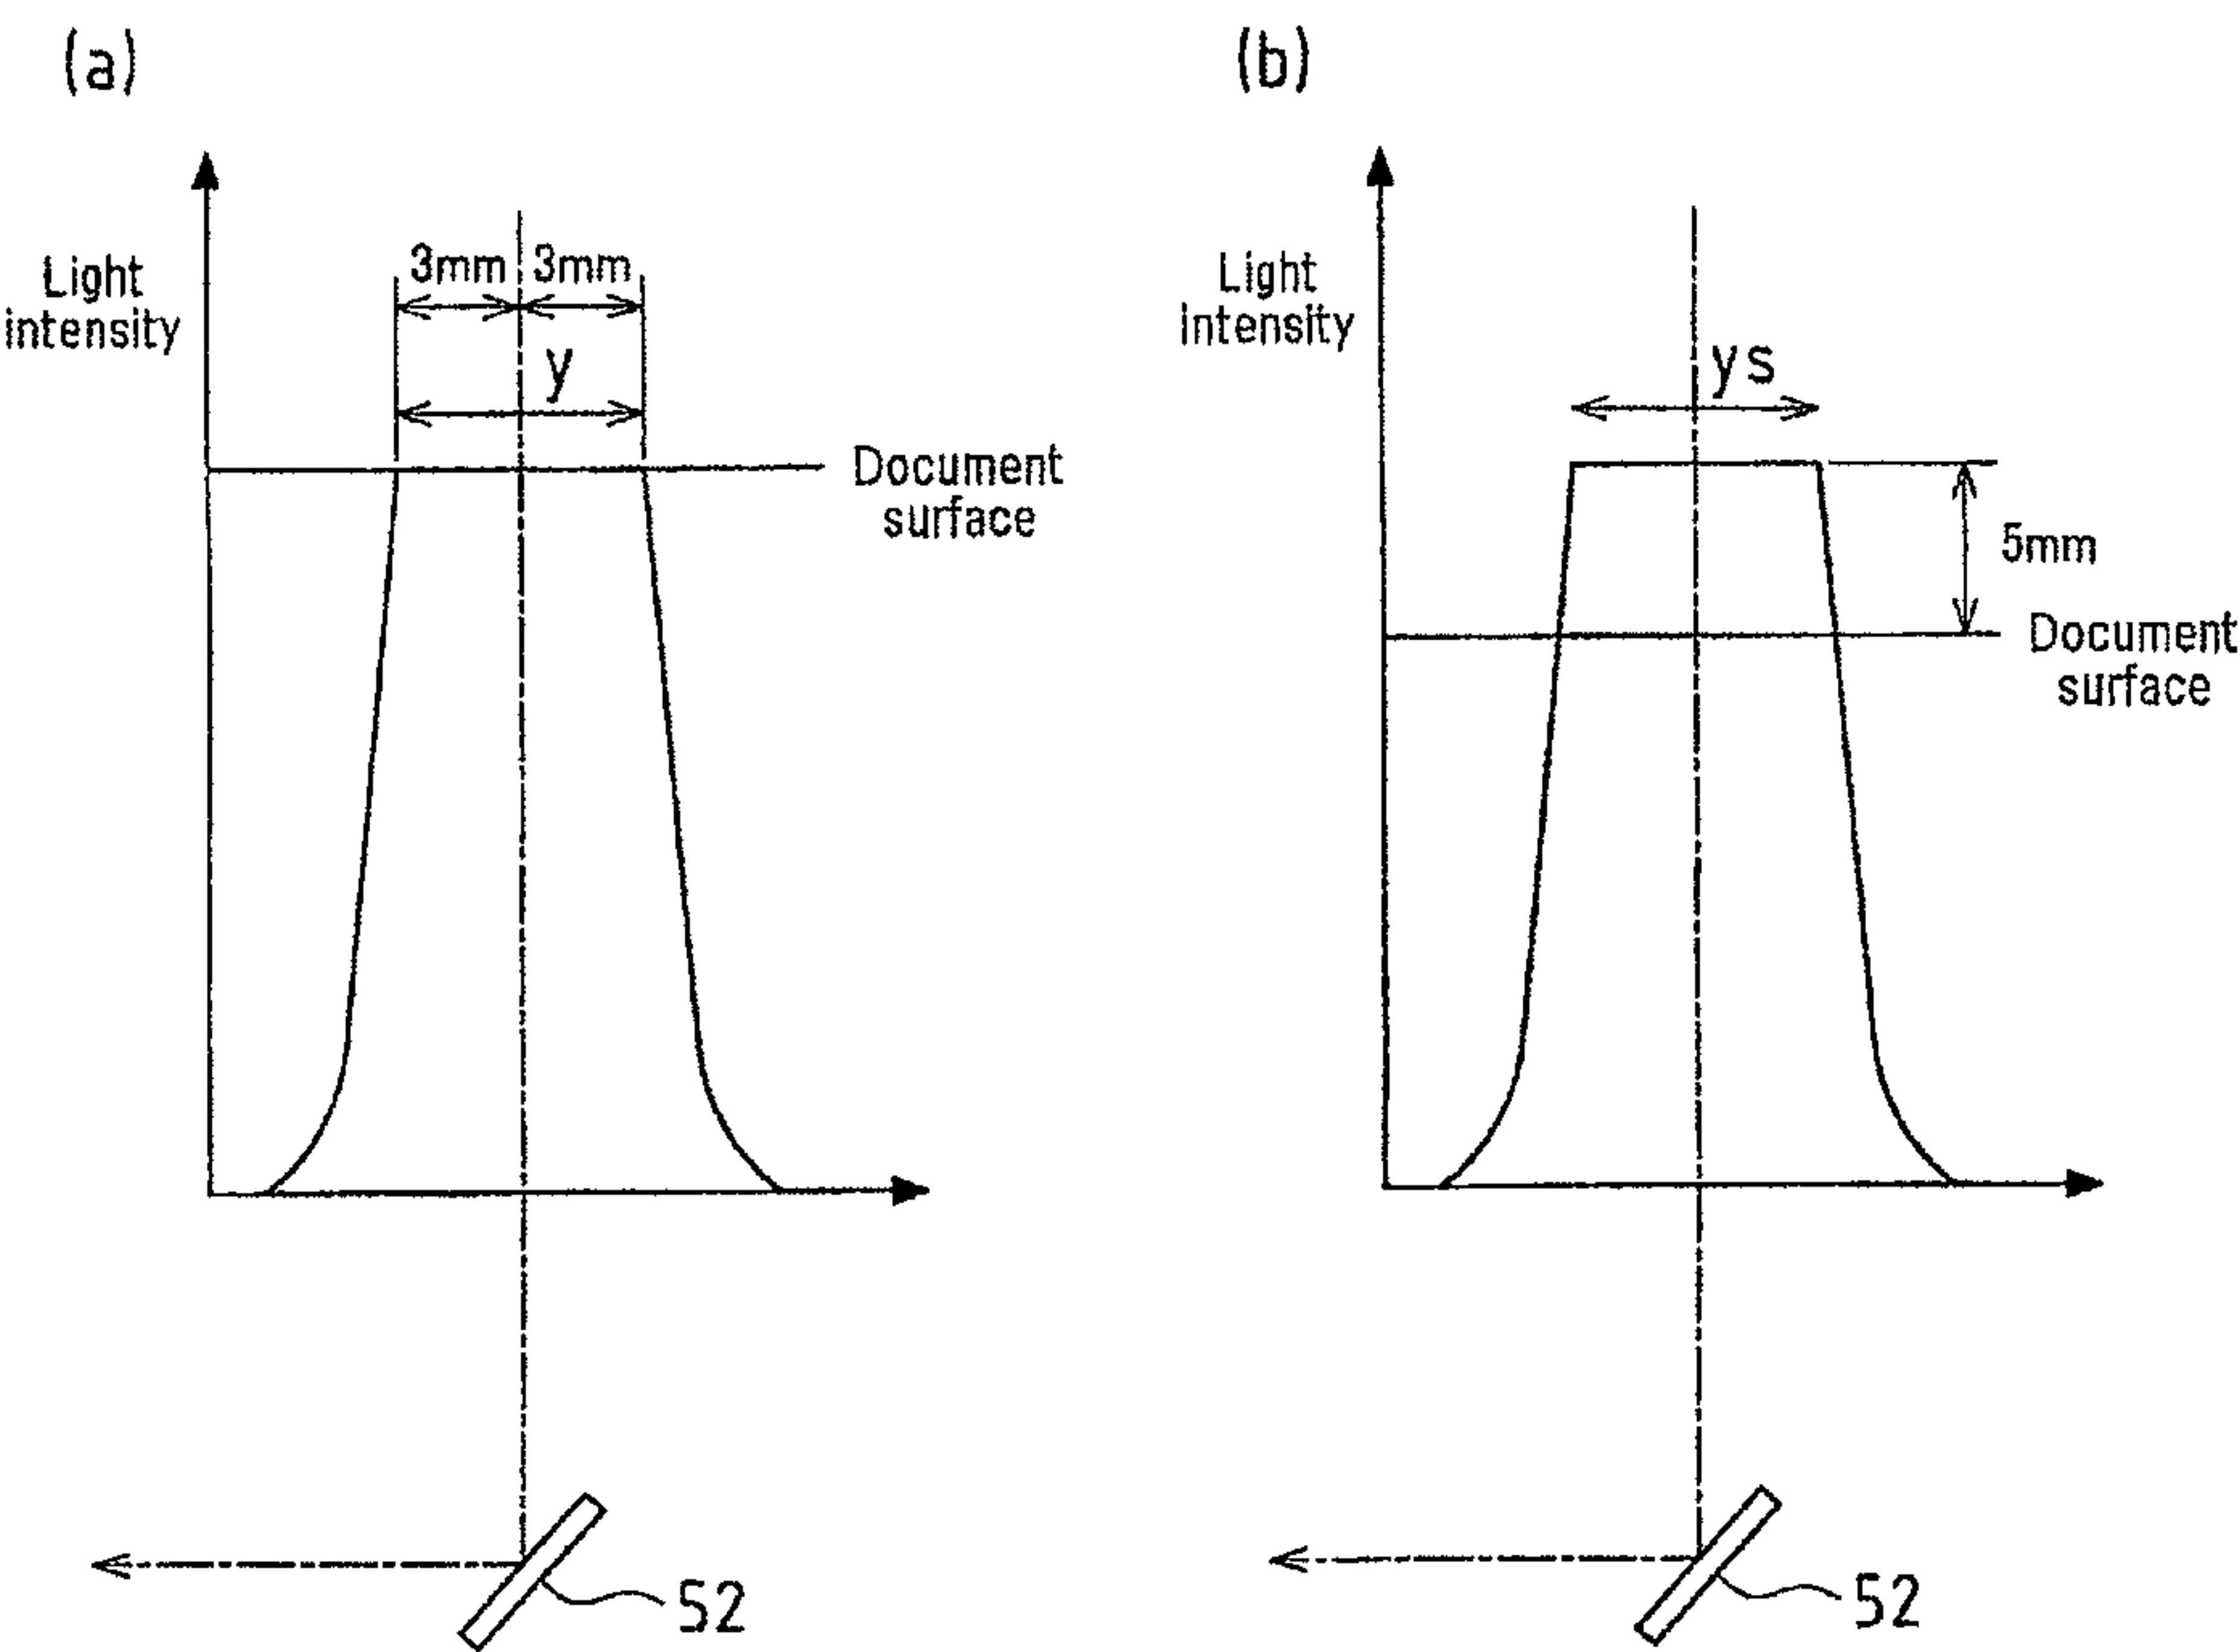 (a)
Light
intensity
3mm 3mm
y
Document
surface
52
(b)
Light
intensity
ys
5mm
Document
surface
52